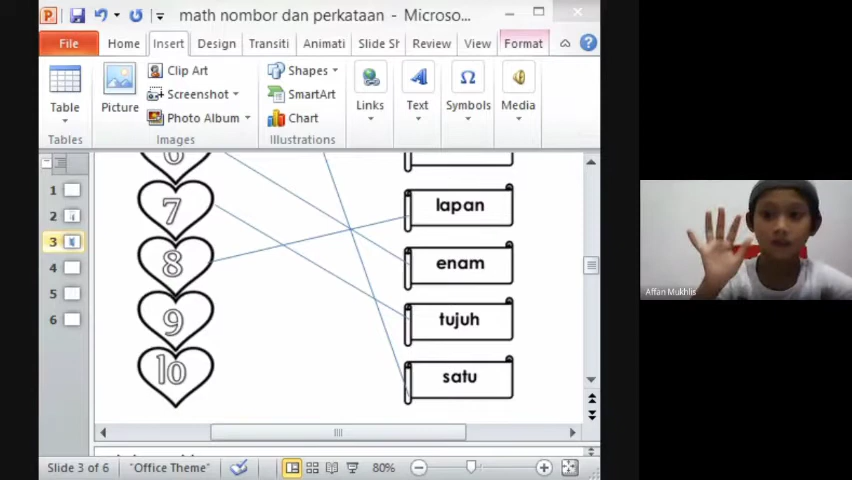 math nombor dan perkataan - Microso...
File Home Insert Design Transiti Animati Slide Sh Review View Format
Table
Tables
Picture
Clip Art
Screenshot
Photo Album
Images
Shapes
SmartArt
Chart
Illustrations
Links
Text
Symbols
Media
1
2
3
4
5
6
6
7
8
9
10
lapan
enam
tujuh
satu
Affan Mukhlis
Slide 3 of 6 "Office Theme" 80%